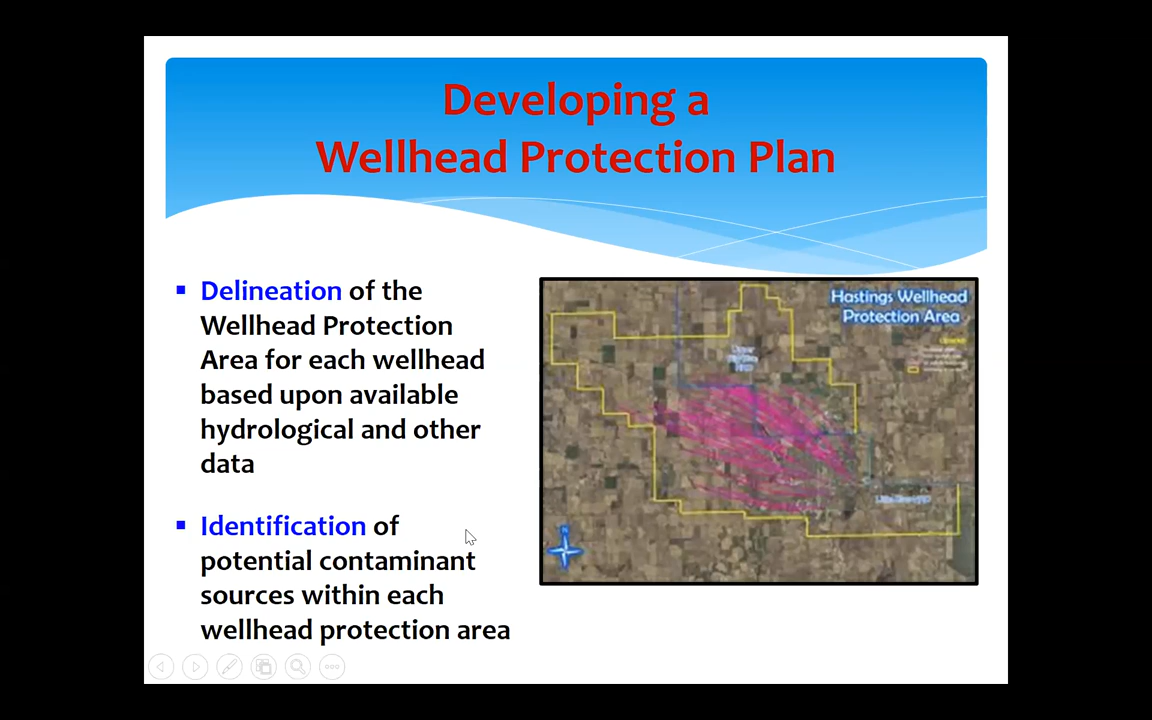 Developing a
Wellhead Protection Plan
▪ Delineation of the
Wellhead Protection
Area for each wellhead
based upon available
hydrological and other
data
▪ Identification of
potential contaminant
sources within each
wellhead protection area
Hastings Wellhead
Protection Area
N